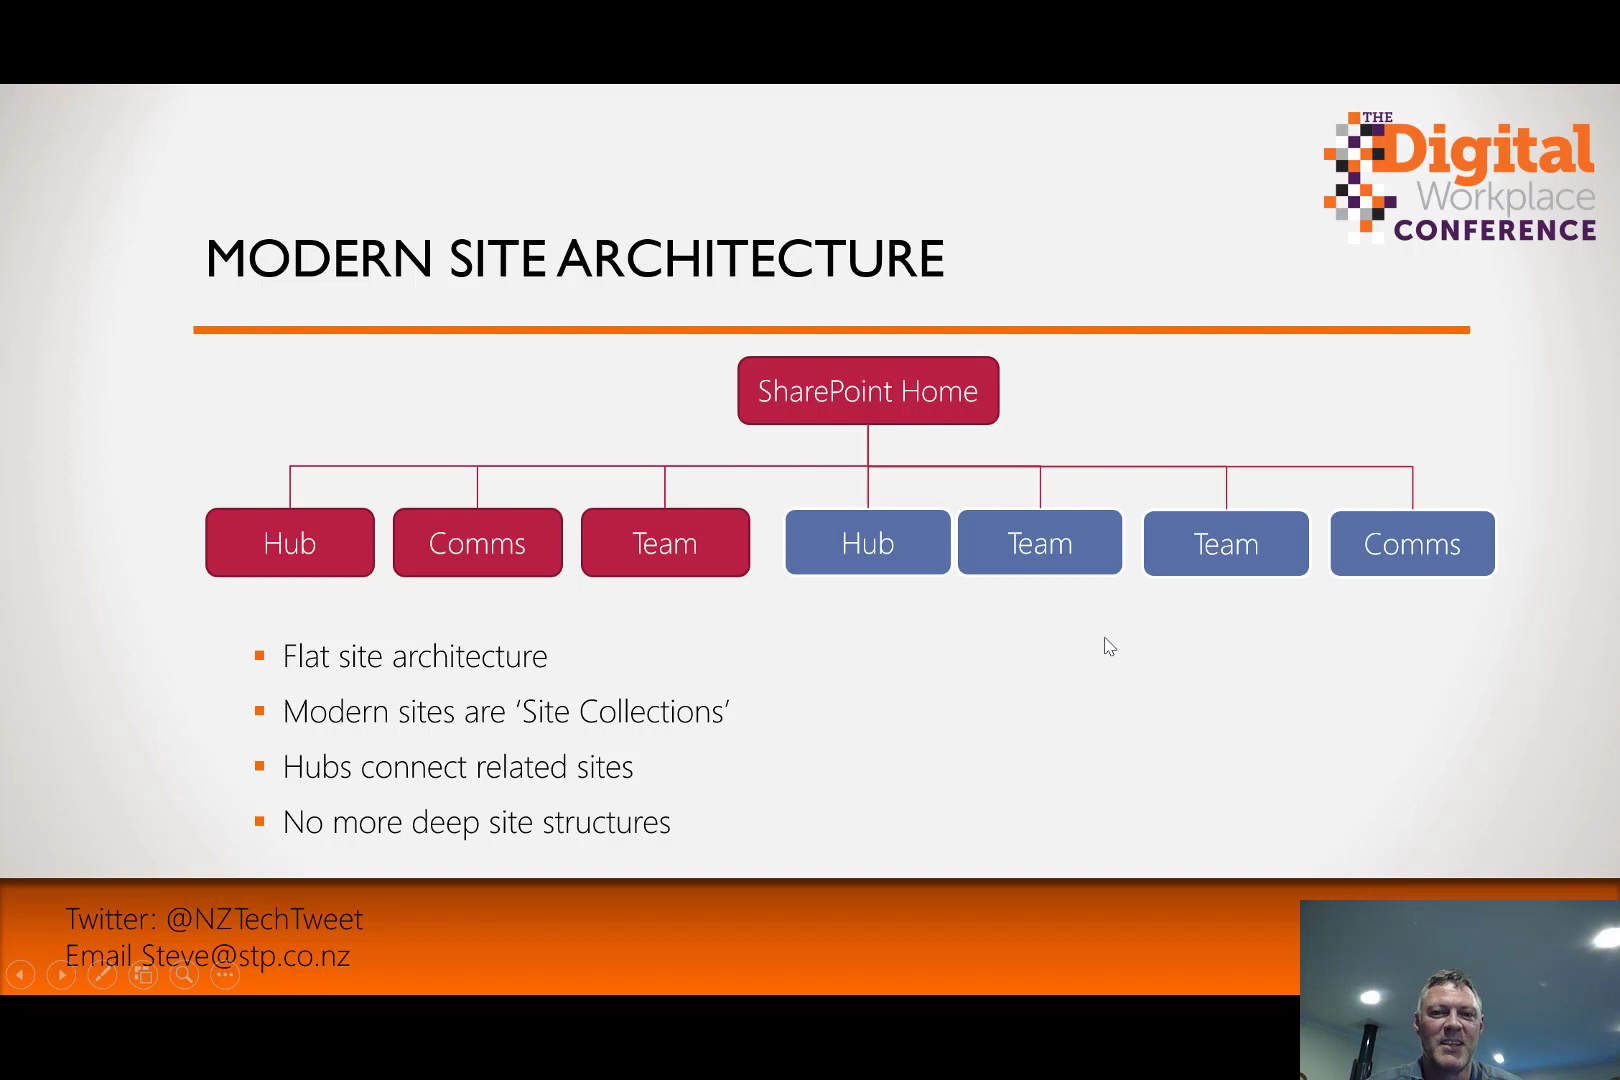 THE
Digital
Workplace
CONFERENCE
MODERN SITE ARCHITECTURE
SharePoint Home
Hub Comms Team Hub Team Team Comms
Flat site architecture
Modern sites are ‘Site Collections’
Hubs connect related sites
No more deep site structures
Twitter: @NZTechTweet
Email Steve@stp.co.nz